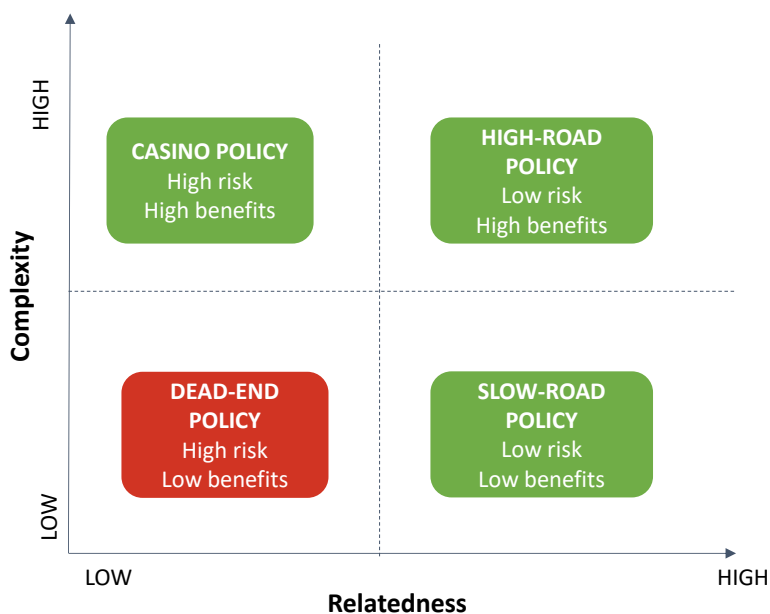 HIGH
CASINO POLICY
High risk
High benefits
HIGH-ROAD
POLICY
Low risk
High benefits
Complexity
DEAD-END
POLICY
High risk
Low benefits
SLOW-ROAD
POLICY
Low risk
Low benefits
LOW
LOW
HIGH
Relatedness